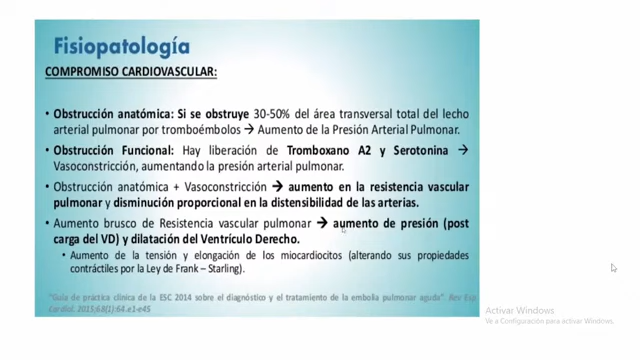 Fisiopatología
COMPROMISO CARDIOVASCULAR:
• Obstrucción anatómica: Si se obstruye 30-50% del área transversal total del lecho
arterial pulmonar por tromboémbolos → Aumento de la Presión Arterial Pulmonar.
• Obstrucción Funcional: Hay liberación de Tromboxano A2 y Serotonina →
Vasoconstricción, aumentando la presión arterial pulmonar.
• Obstrucción anatómica + Vasoconstricción → aumento en la resistencia vascular
pulmonar y disminución proporcional en la distensibilidad de las arterias.
• Aumento brusco de Resistencia vascular pulmonar → aumento de presión (post
carga del VD) y dilatación del Ventrículo Derecho.
• Aumento de la tensión y elongación de los miocardiocitos (alterando sus propiedades
contráctiles por la Ley de Frank – Starling).
"Guía de práctica clínica de la ESC 2014 sobre el diagnóstico y el tratamiento de la embolia pulmonar aguda". Rev Esp
Cardiol. 2015;68(1):64.e1-e45
Activar Windows
Ve a Configuración para activar Windows.